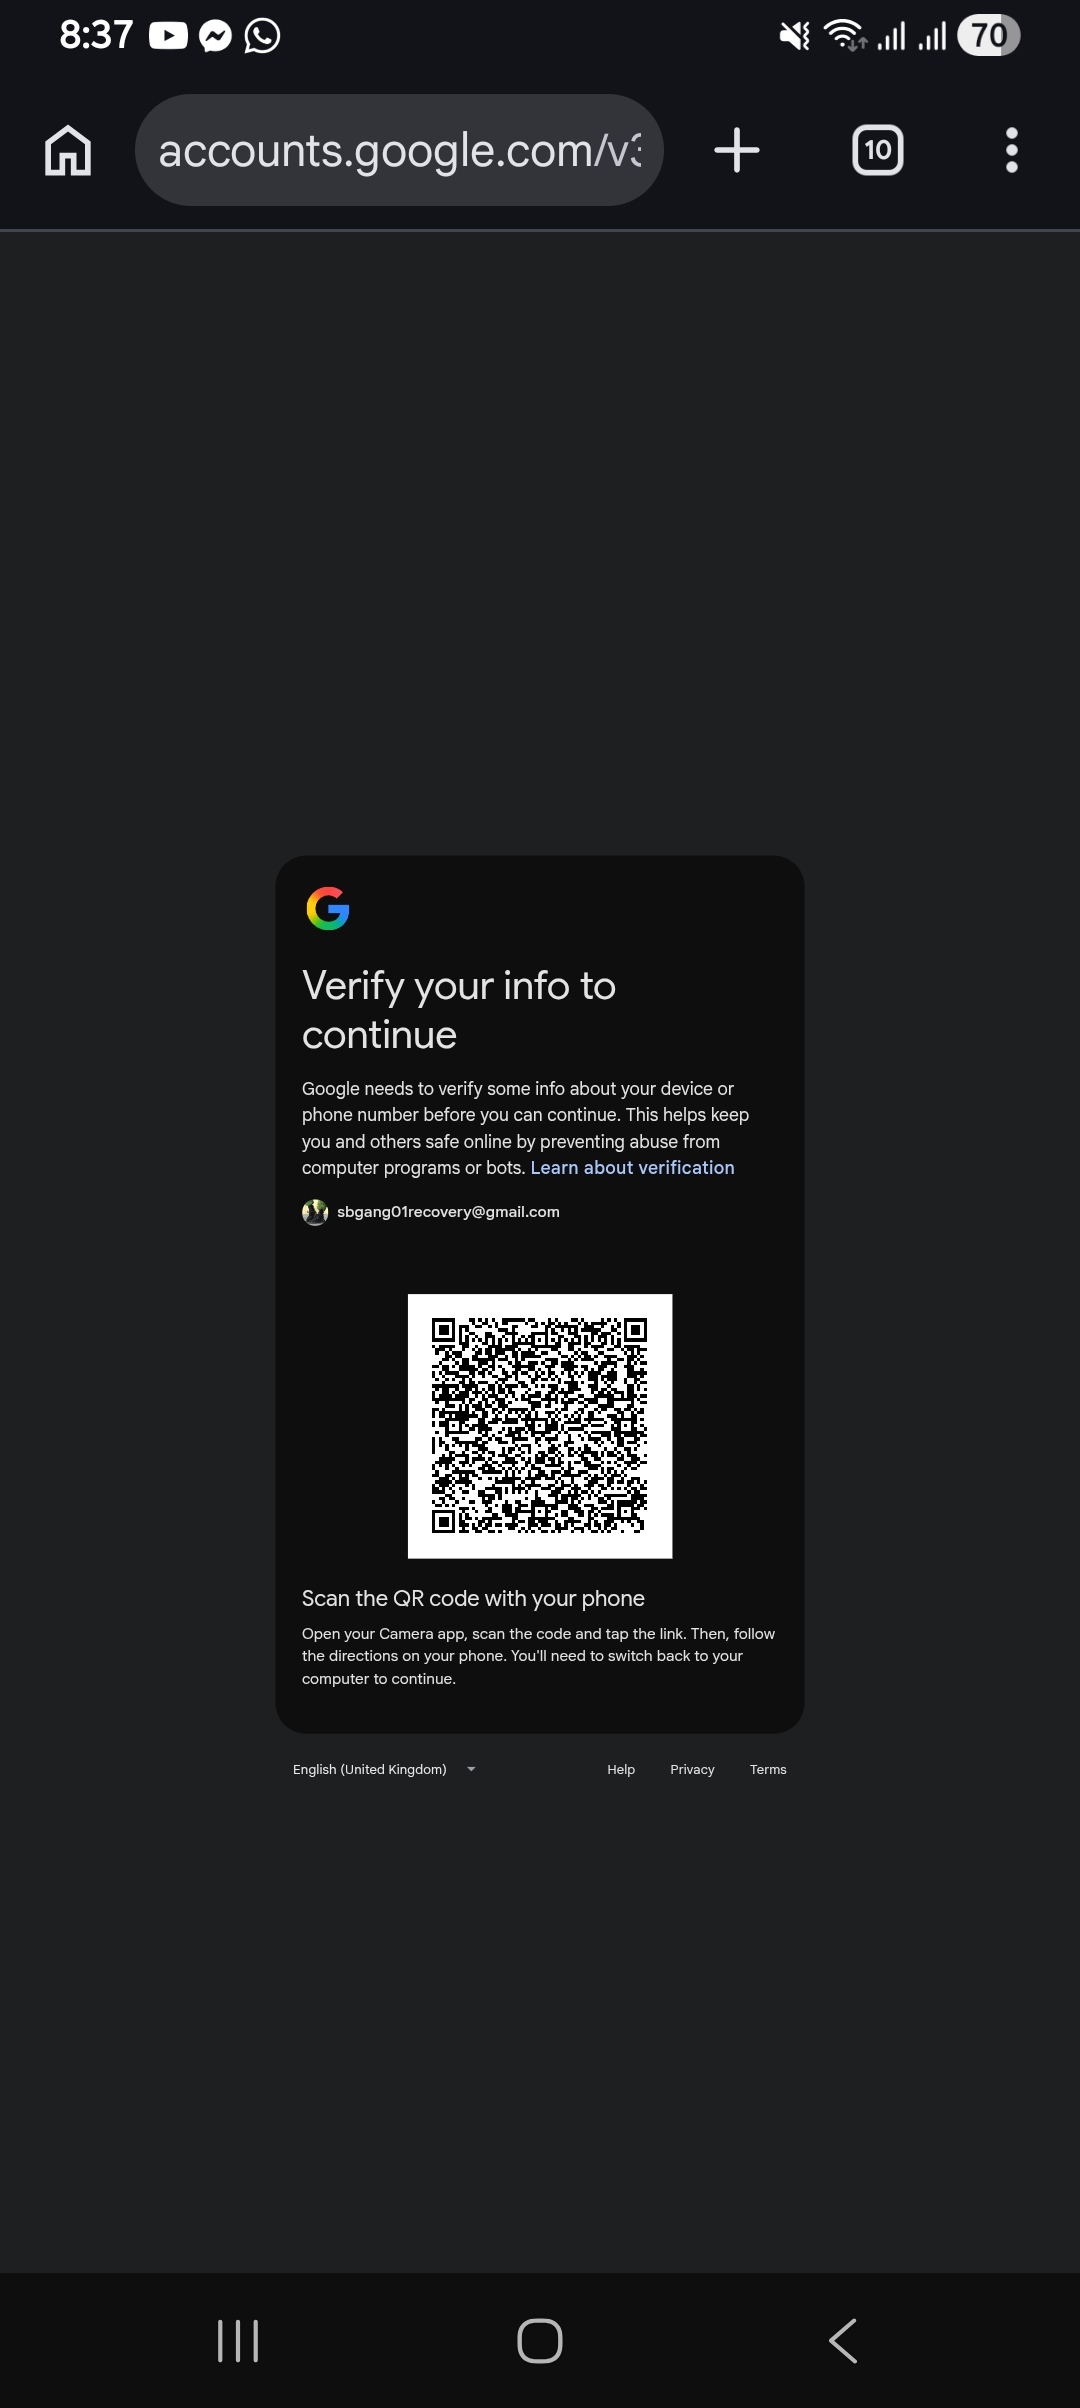 8:37
70
accounts.google.com/v3
10
Verify your info to
continue
Google needs to verify some info about your device or
phone number before you can continue. This helps keep
you and others safe online by preventing abuse from
computer programs or bots. Learn about verification
sbgang01recovery@gmail.com
Scan the QR code with your phone
Open your Camera app, scan the code and tap the link. Then, follow
the directions on your phone. You'll need to switch back to your
computer to continue.
English (United Kingdom)
Help Privacy Terms